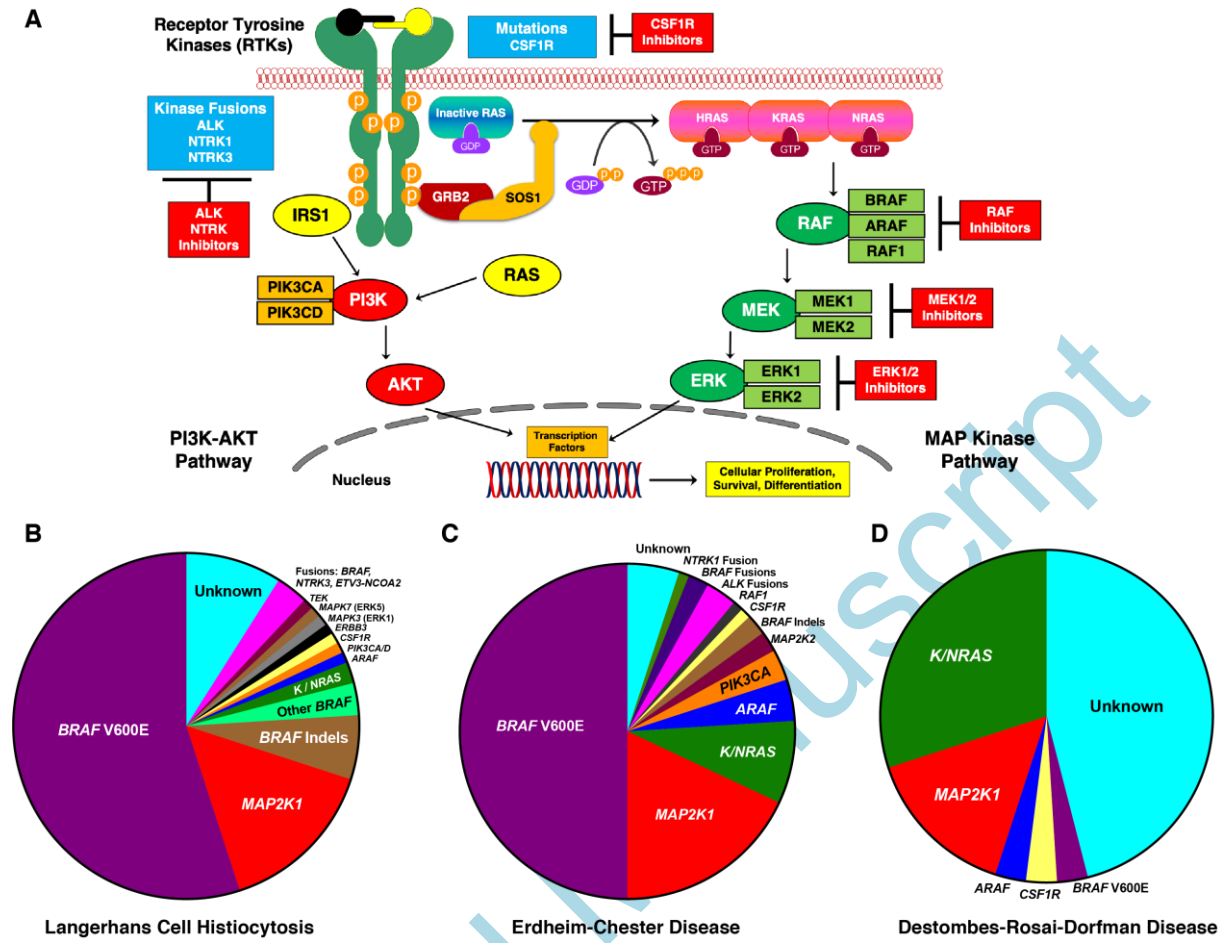 A
Receptor Tyrosine
Kinases (RTKs)
Mutations
CSF1R
CSF1R
Inhibitors
Kinase Fusions
ALK
NTRK1
NTRK3
ALK
NTRK
Inhibitors
P
P
P
P
P
P
P
P
P
P
Inactive RAS
GDP
GRB2
SOS1
GDP
P
P
GTP
P
P
P
HRAS
KRAS
NRAS
GTP
GTP
GTP
IRS1
RAS
PIK3CA
PIK3CD
PI3K
AKT
RAF
BRAF
ARAF
RAF1
RAF
Inhibitors
MEK
MEK1
MEK2
MEK1/2
Inhibitors
ERK
ERK1
ERK2
ERK1/2
Inhibitors
PI3K-AKT
Pathway
Nucleus
Transcription
Factors
Cellular Proliferation,
Survival, Differentiation
MAP Kinase
Pathway
B
Unknown
Fusions: BRAF,
NTRK3, ETV3-NCOA2
TEK
MAPK7 (ERK5)
MAPK3 (ERK1)
ERBB3
CSF1R
PIK3CA/D
ARAF
K / NRAS
Other BRAF
BRAF Indels
MAP2K1
BRAF V600E
Langerhans Cell Histiocytosis
C
Unknown
NTRK1 Fusion
BRAF Fusions
ALK Fusions
RAF1
CSF1R
BRAF Indels
MAP2K2
PIK3CA
ARAF
K/NRAS
MAP2K1
BRAF V600E
Erdheim-Chester Disease
D
K/NRAS
Unknown
MAP2K1
ARAF
CSF1R
BRAF V600E
Destombes-Rosai-Dorfman Disease